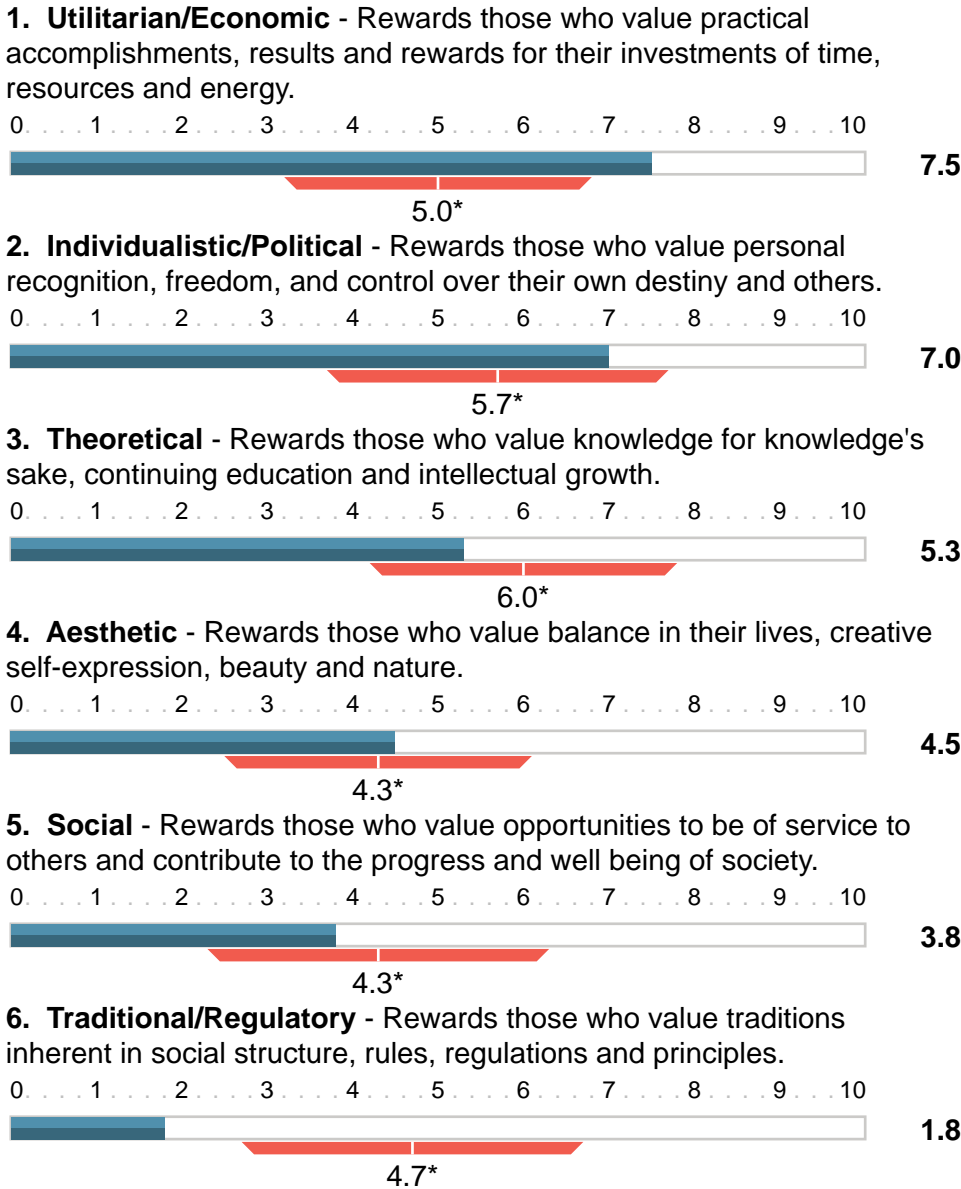 1. Utilitarian/Economic - Rewards those who value practical
accomplishments, results and rewards for their investments of time,
resources and energy.
0. . . . 1 . . . . 2 . . . . 3 . . . . 4 . . . . 5 . . . . 6 . . . . 7 . . . . 8 . . . . 9 . . . 10
7.5
5.0*
2. Individualistic/Political - Rewards those who value personal
recognition, freedom, and control over their own destiny and others.
0. . . . 1 . . . . 2 . . . . 3 . . . . 4 . . . . 5 . . . . 6 . . . . 7 . . . . 8 . . . . 9 . . . 10
7.0
5.7*
3. Theoretical - Rewards those who value knowledge for knowledge's
sake, continuing education and intellectual growth.
0. . . . 1 . . . . 2 . . . . 3 . . . . 4 . . . . 5 . . . . 6 . . . . 7 . . . . 8 . . . . 9 . . . 10
5.3
6.0*
4. Aesthetic - Rewards those who value balance in their lives, creative
self-expression, beauty and nature.
0. . . . 1 . . . . 2 . . . . 3 . . . . 4 . . . . 5 . . . . 6 . . . . 7 . . . . 8 . . . . 9 . . . 10
4.5
4.3*
5. Social - Rewards those who value opportunities to be of service to
others and contribute to the progress and well being of society.
0. . . . 1 . . . . 2 . . . . 3 . . . . 4 . . . . 5 . . . . 6 . . . . 7 . . . . 8 . . . . 9 . . . 10
3.8
4.3*
6. Traditional/Regulatory - Rewards those who value traditions
inherent in social structure, rules, regulations and principles.
0. . . . 1 . . . . 2 . . . . 3 . . . . 4 . . . . 5 . . . . 6 . . . . 7 . . . . 8 . . . . 9 . . . 10
1.8
4.7*